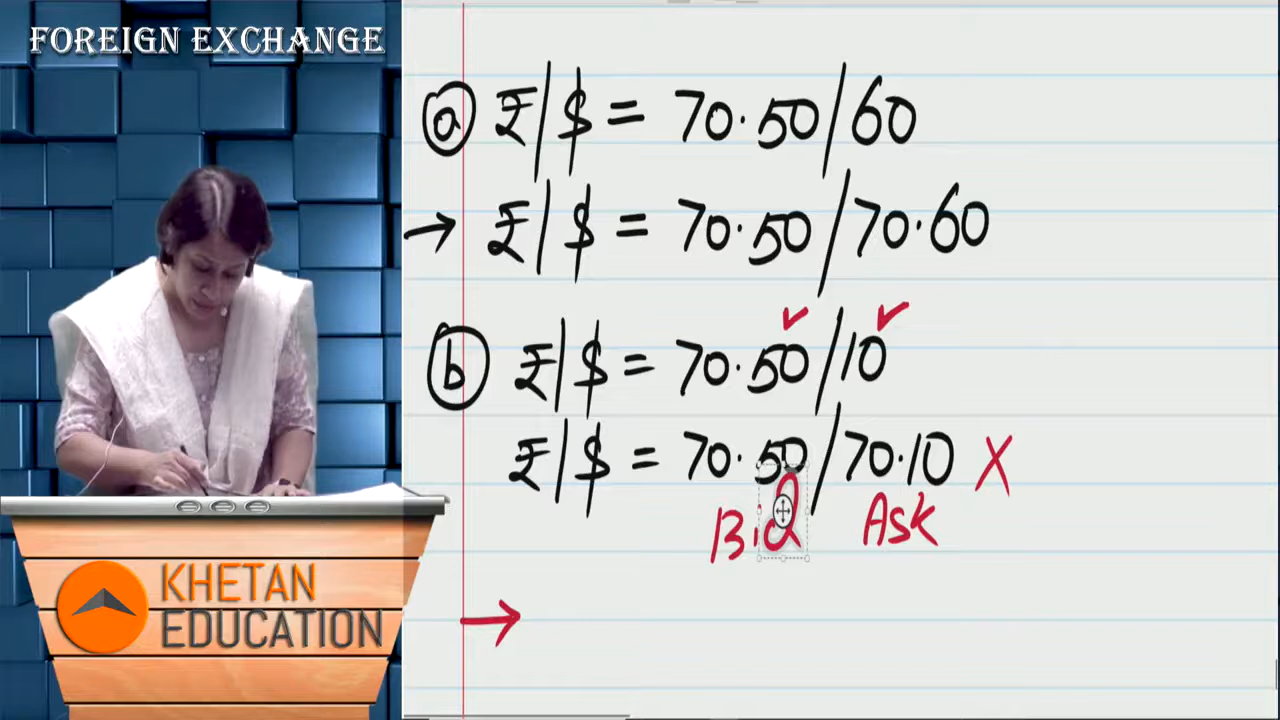 FOREIGN EXCHANGE
ⓐ ₹|$ = 70.50/60
→ ₹|$ = 70.50/70.60
ⓑ ₹|$ = 70.50/10
₹|$ = 70.50/70.10 X
Bid Ask
→
KHETAN
EDUCATION